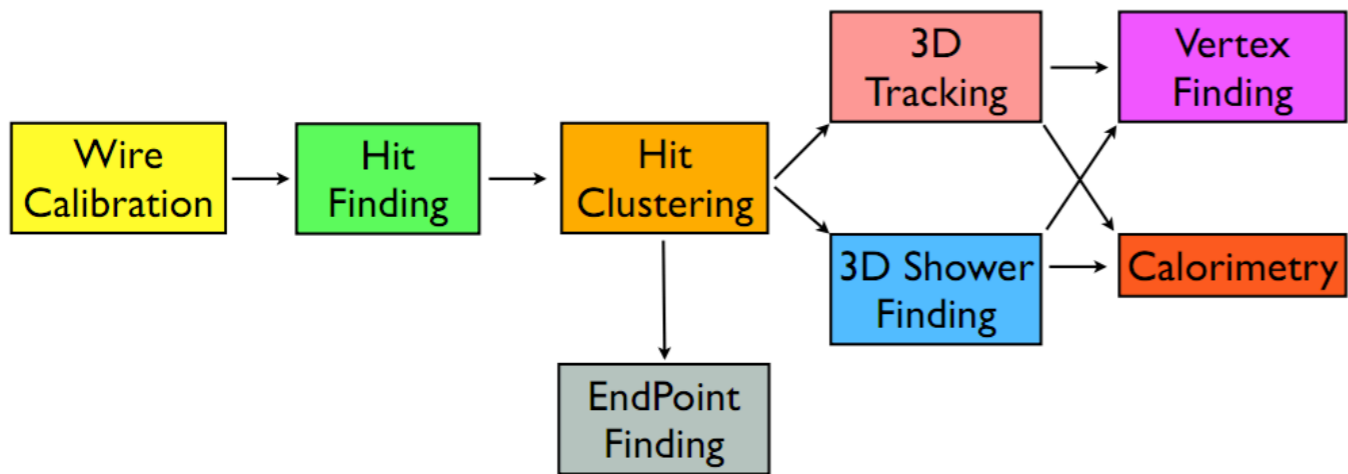 Wire
Calibration
Hit
Finding
Hit
Clustering
3D
Tracking
Vertex
Finding
3D Shower
Finding
Calorimetry
EndPoint
Finding